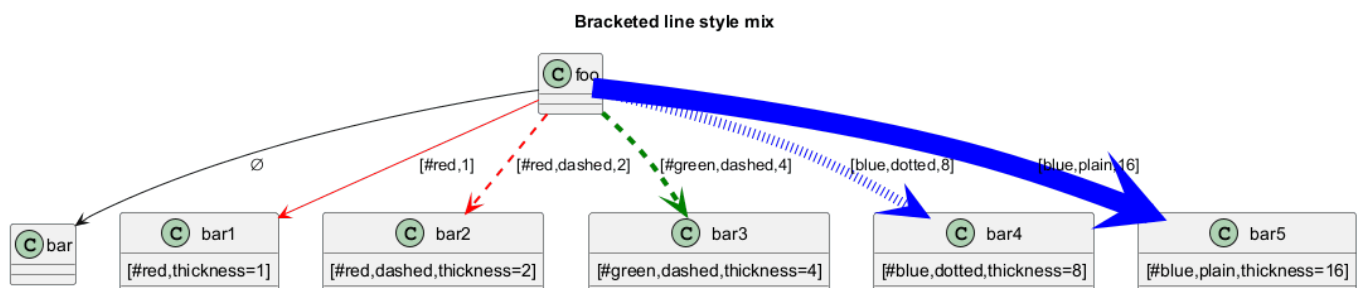 Bracketed line style mix
C foo
∅
[#red,1]
[#red,dashed,2]
[#green,dashed,4]
[blue,dotted,8]
[blue,plain,16]
C bar
C bar1
[#red,thickness=1]
C bar2
[#red,dashed,thickness=2]
C bar3
[#green,dashed,thickness=4]
C bar4
[#blue,dotted,thickness=8]
C bar5
[#blue,plain,thickness=16]